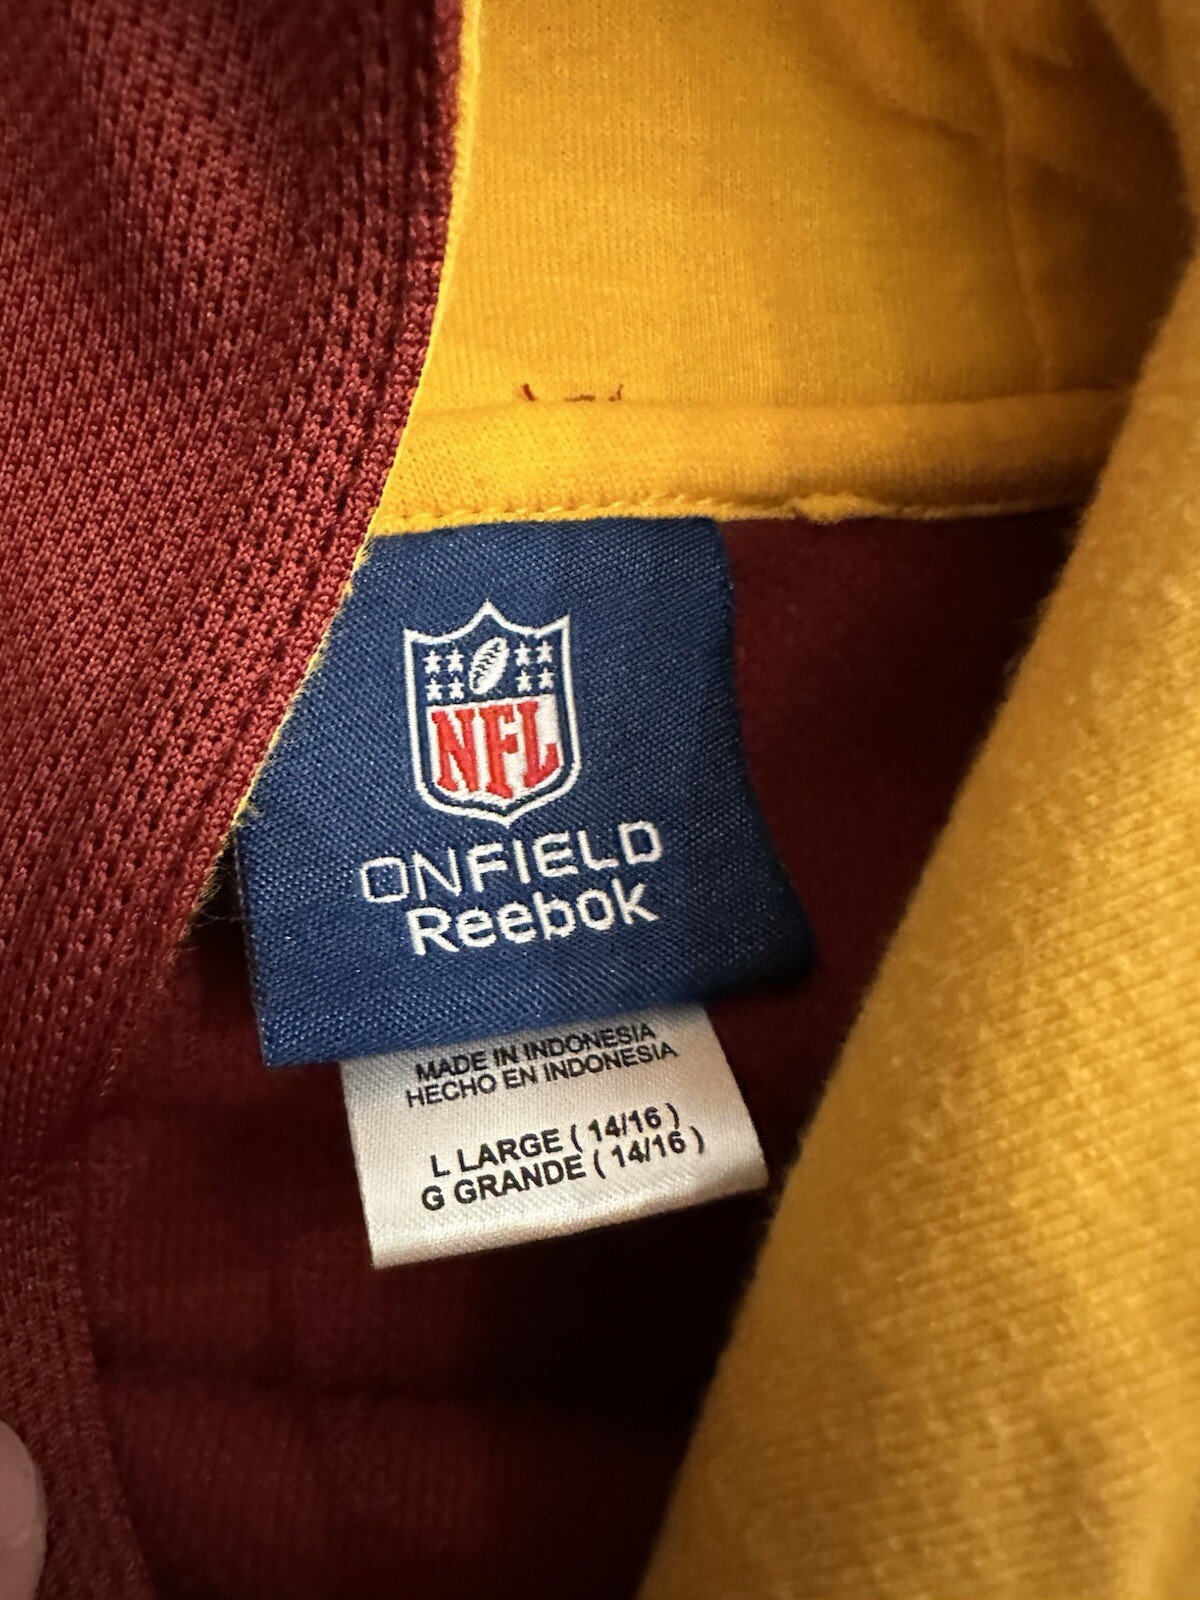 NFL
ONFIELD
Reebok
MADE IN INDONESIA
HECHO EN INDONESIA
L LARGE ( 14/16 )
G GRANDE ( 14/16 )